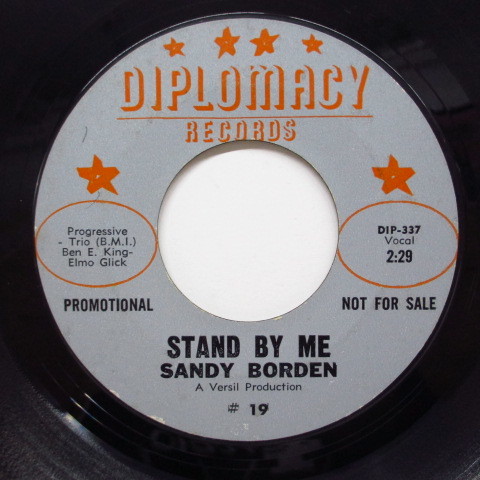 DIPLOMACY
RECORDS
Progressive
- Trio (B.M.I.)
Ben E. King-
Elmo Glick
DIP-337
Vocal
2:29
PROMOTIONAL
NOT FOR SALE
STAND BY ME
SANDY BORDEN
A Versil Production
# 19